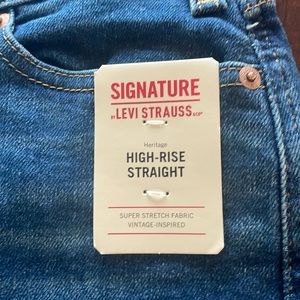 SIGNATURE
BY LEVI STRAUSS &CO®
Heritage
HIGH-RISE
STRAIGHT
SUPER STRETCH FABRIC
VINTAGE-INSPIRED